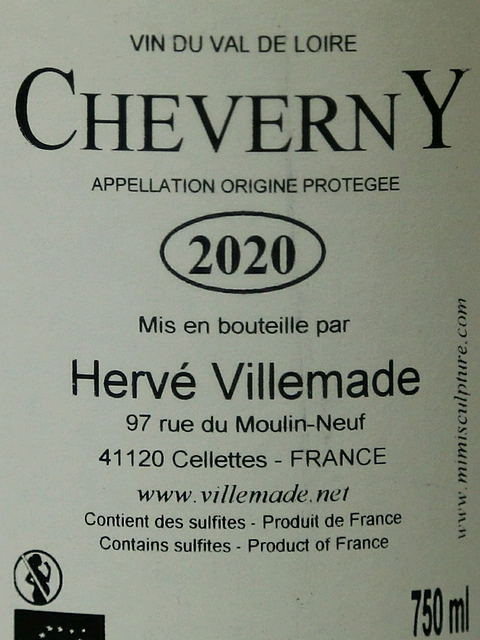 VIN DU VAL DE LOIRE
CHEVERNY
APPELLATION ORIGINE PROTEGEE
2020
Mis en bouteille par
Hervé Villemade
97 rue du Moulin-Neuf
41120 Cellettes - FRANCE
www.villemade.net
Contient des sulfites - Produit de France
Contains sulfites - Product of France
750 ml
www.mimisculpture.com